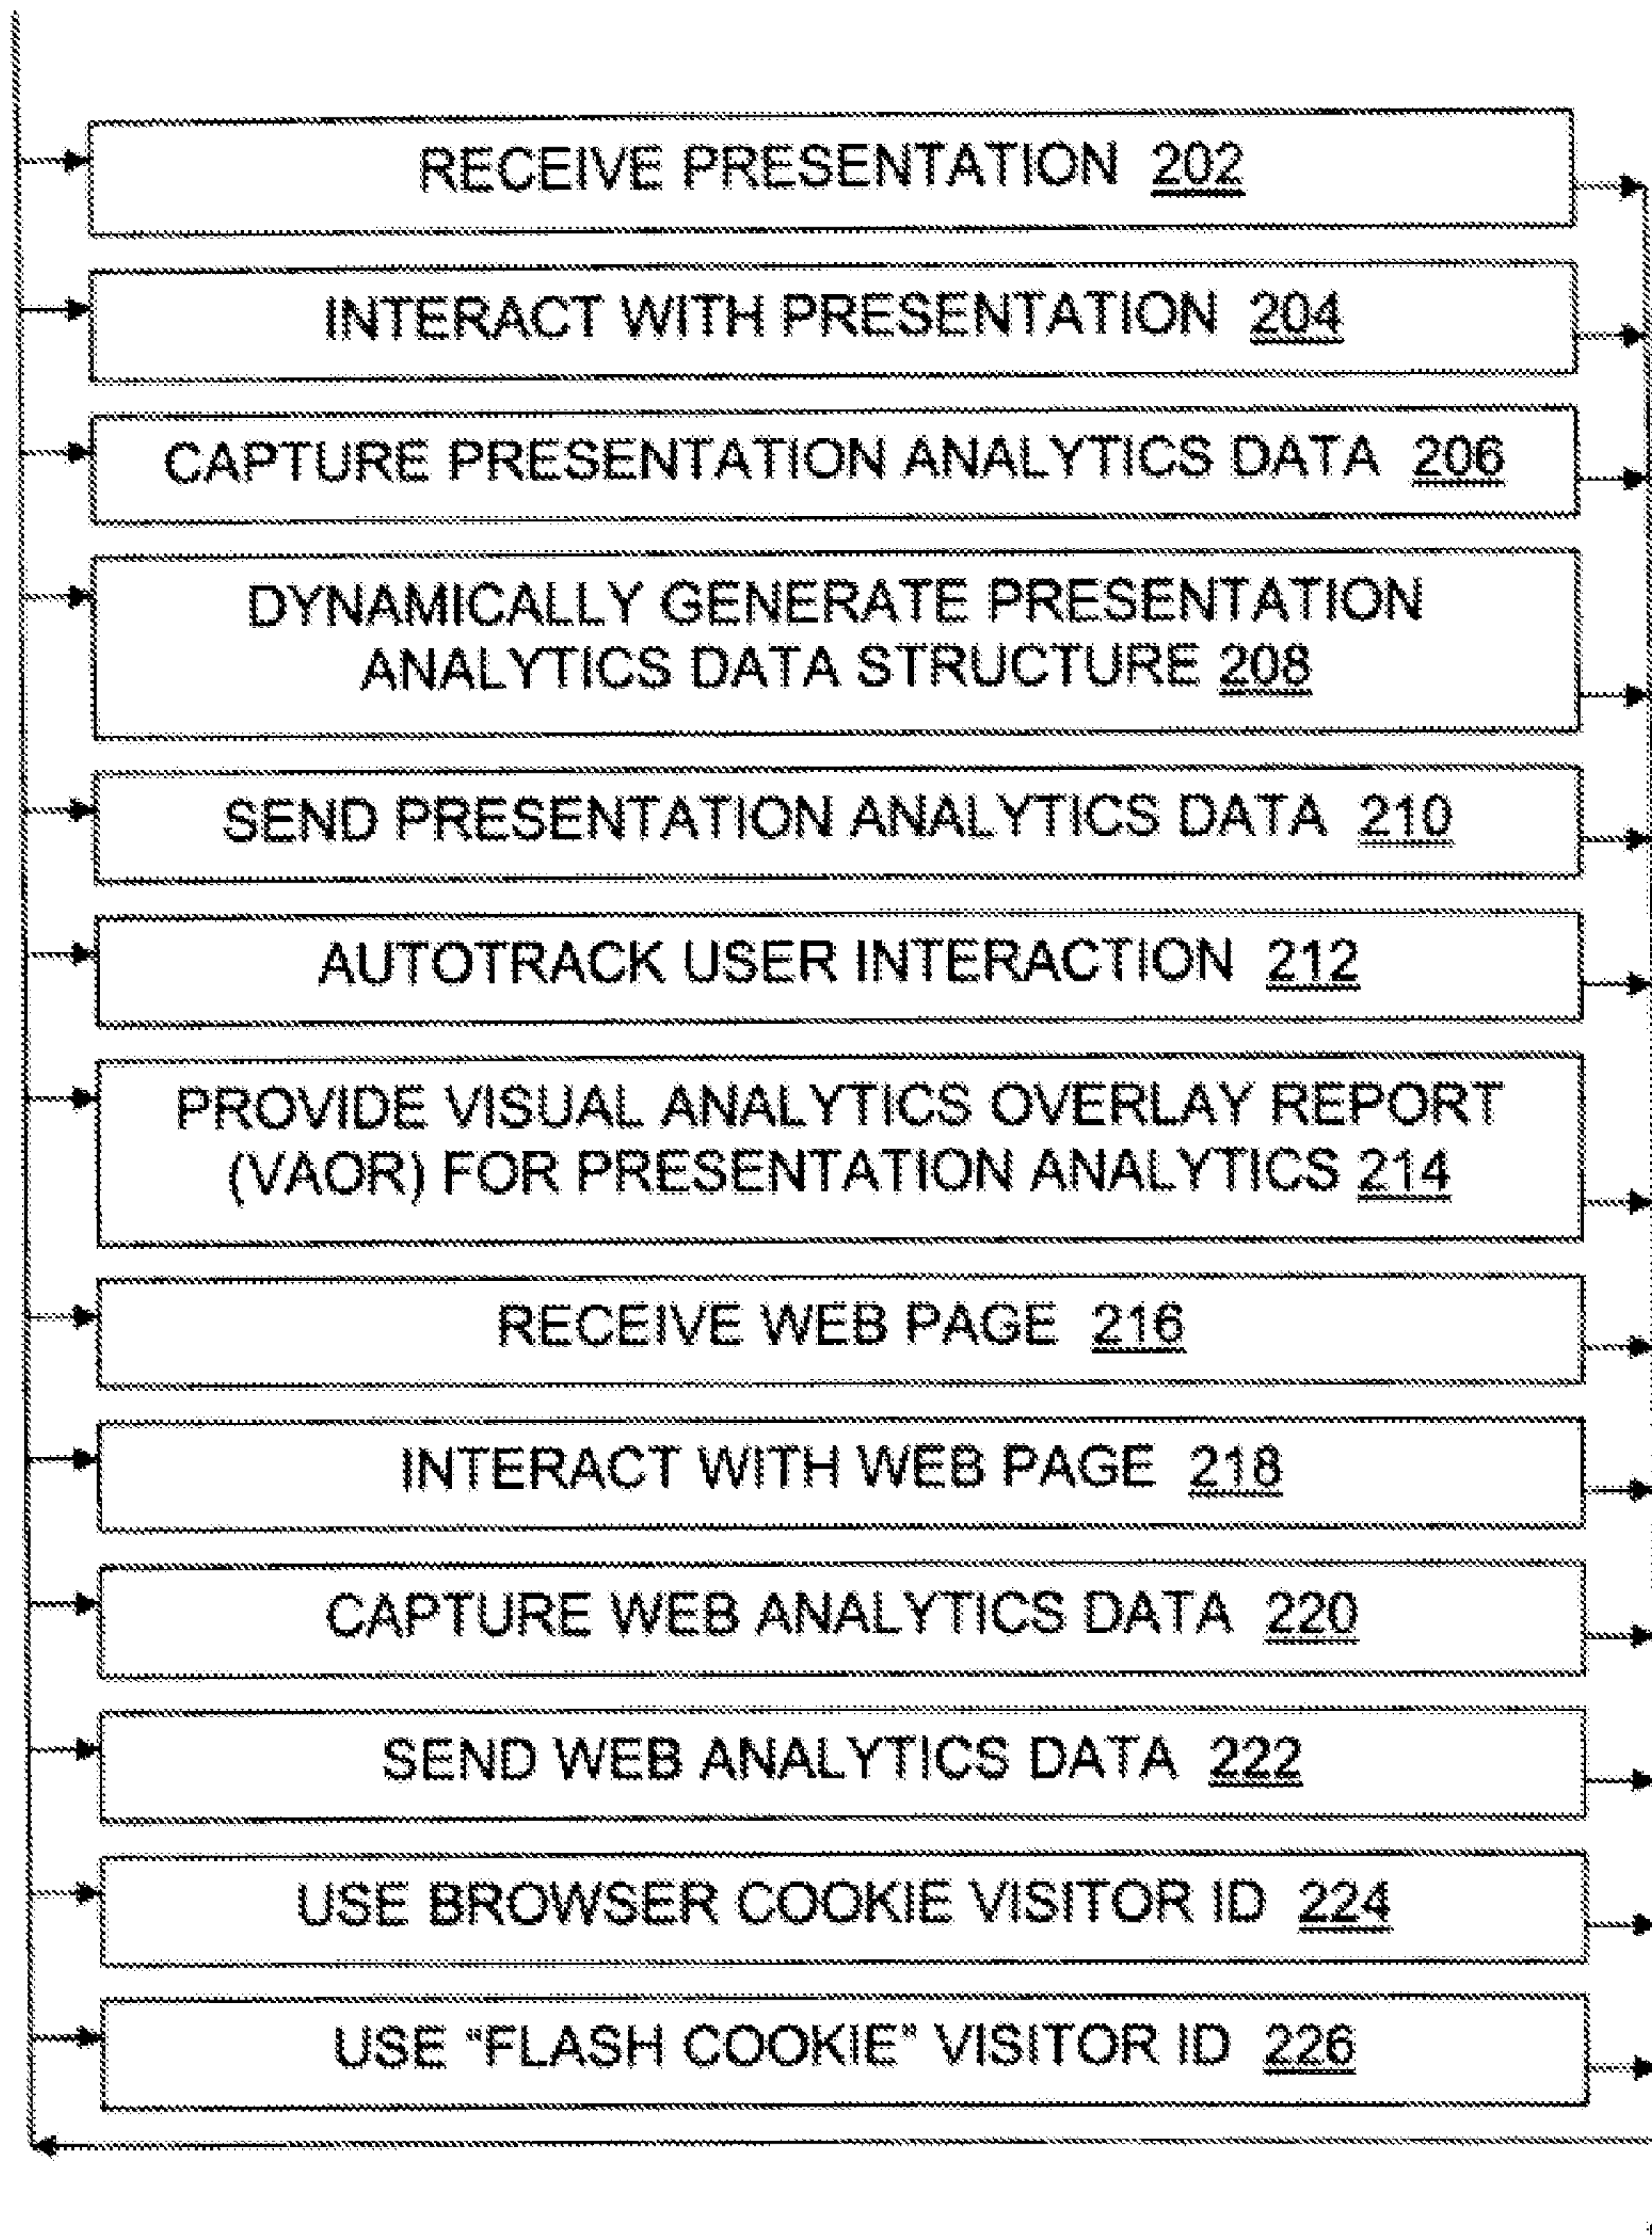 RECEIVE PRESENTATION 202
INTERACT WITH PRESENTATION 204
CAPTURE PRESENTATION ANALYTICS DATA 206
DYNAMICALLY GENERATE PRESENTATION
ANALYTICS DATA STRUCTURE 208
SEND PRESENTATION ANALYTICS DATA 210
AUTOTRACK USER INTERACTION 212
PROVIDE VISUAL ANALYTICS OVERLAY REPORT
(VAOR) FOR PRESENTATION ANALYTICS 214
RECEIVE WEB PAGE 216
INTERACT WITH WEB PAGE 218
CAPTURE WEB ANALYTICS DATA 220
SEND WEB ANALYTICS DATA 222
USE BROWSER COOKIE VISITOR ID 224
USE “FLASH COOKIE” VISITOR ID 226